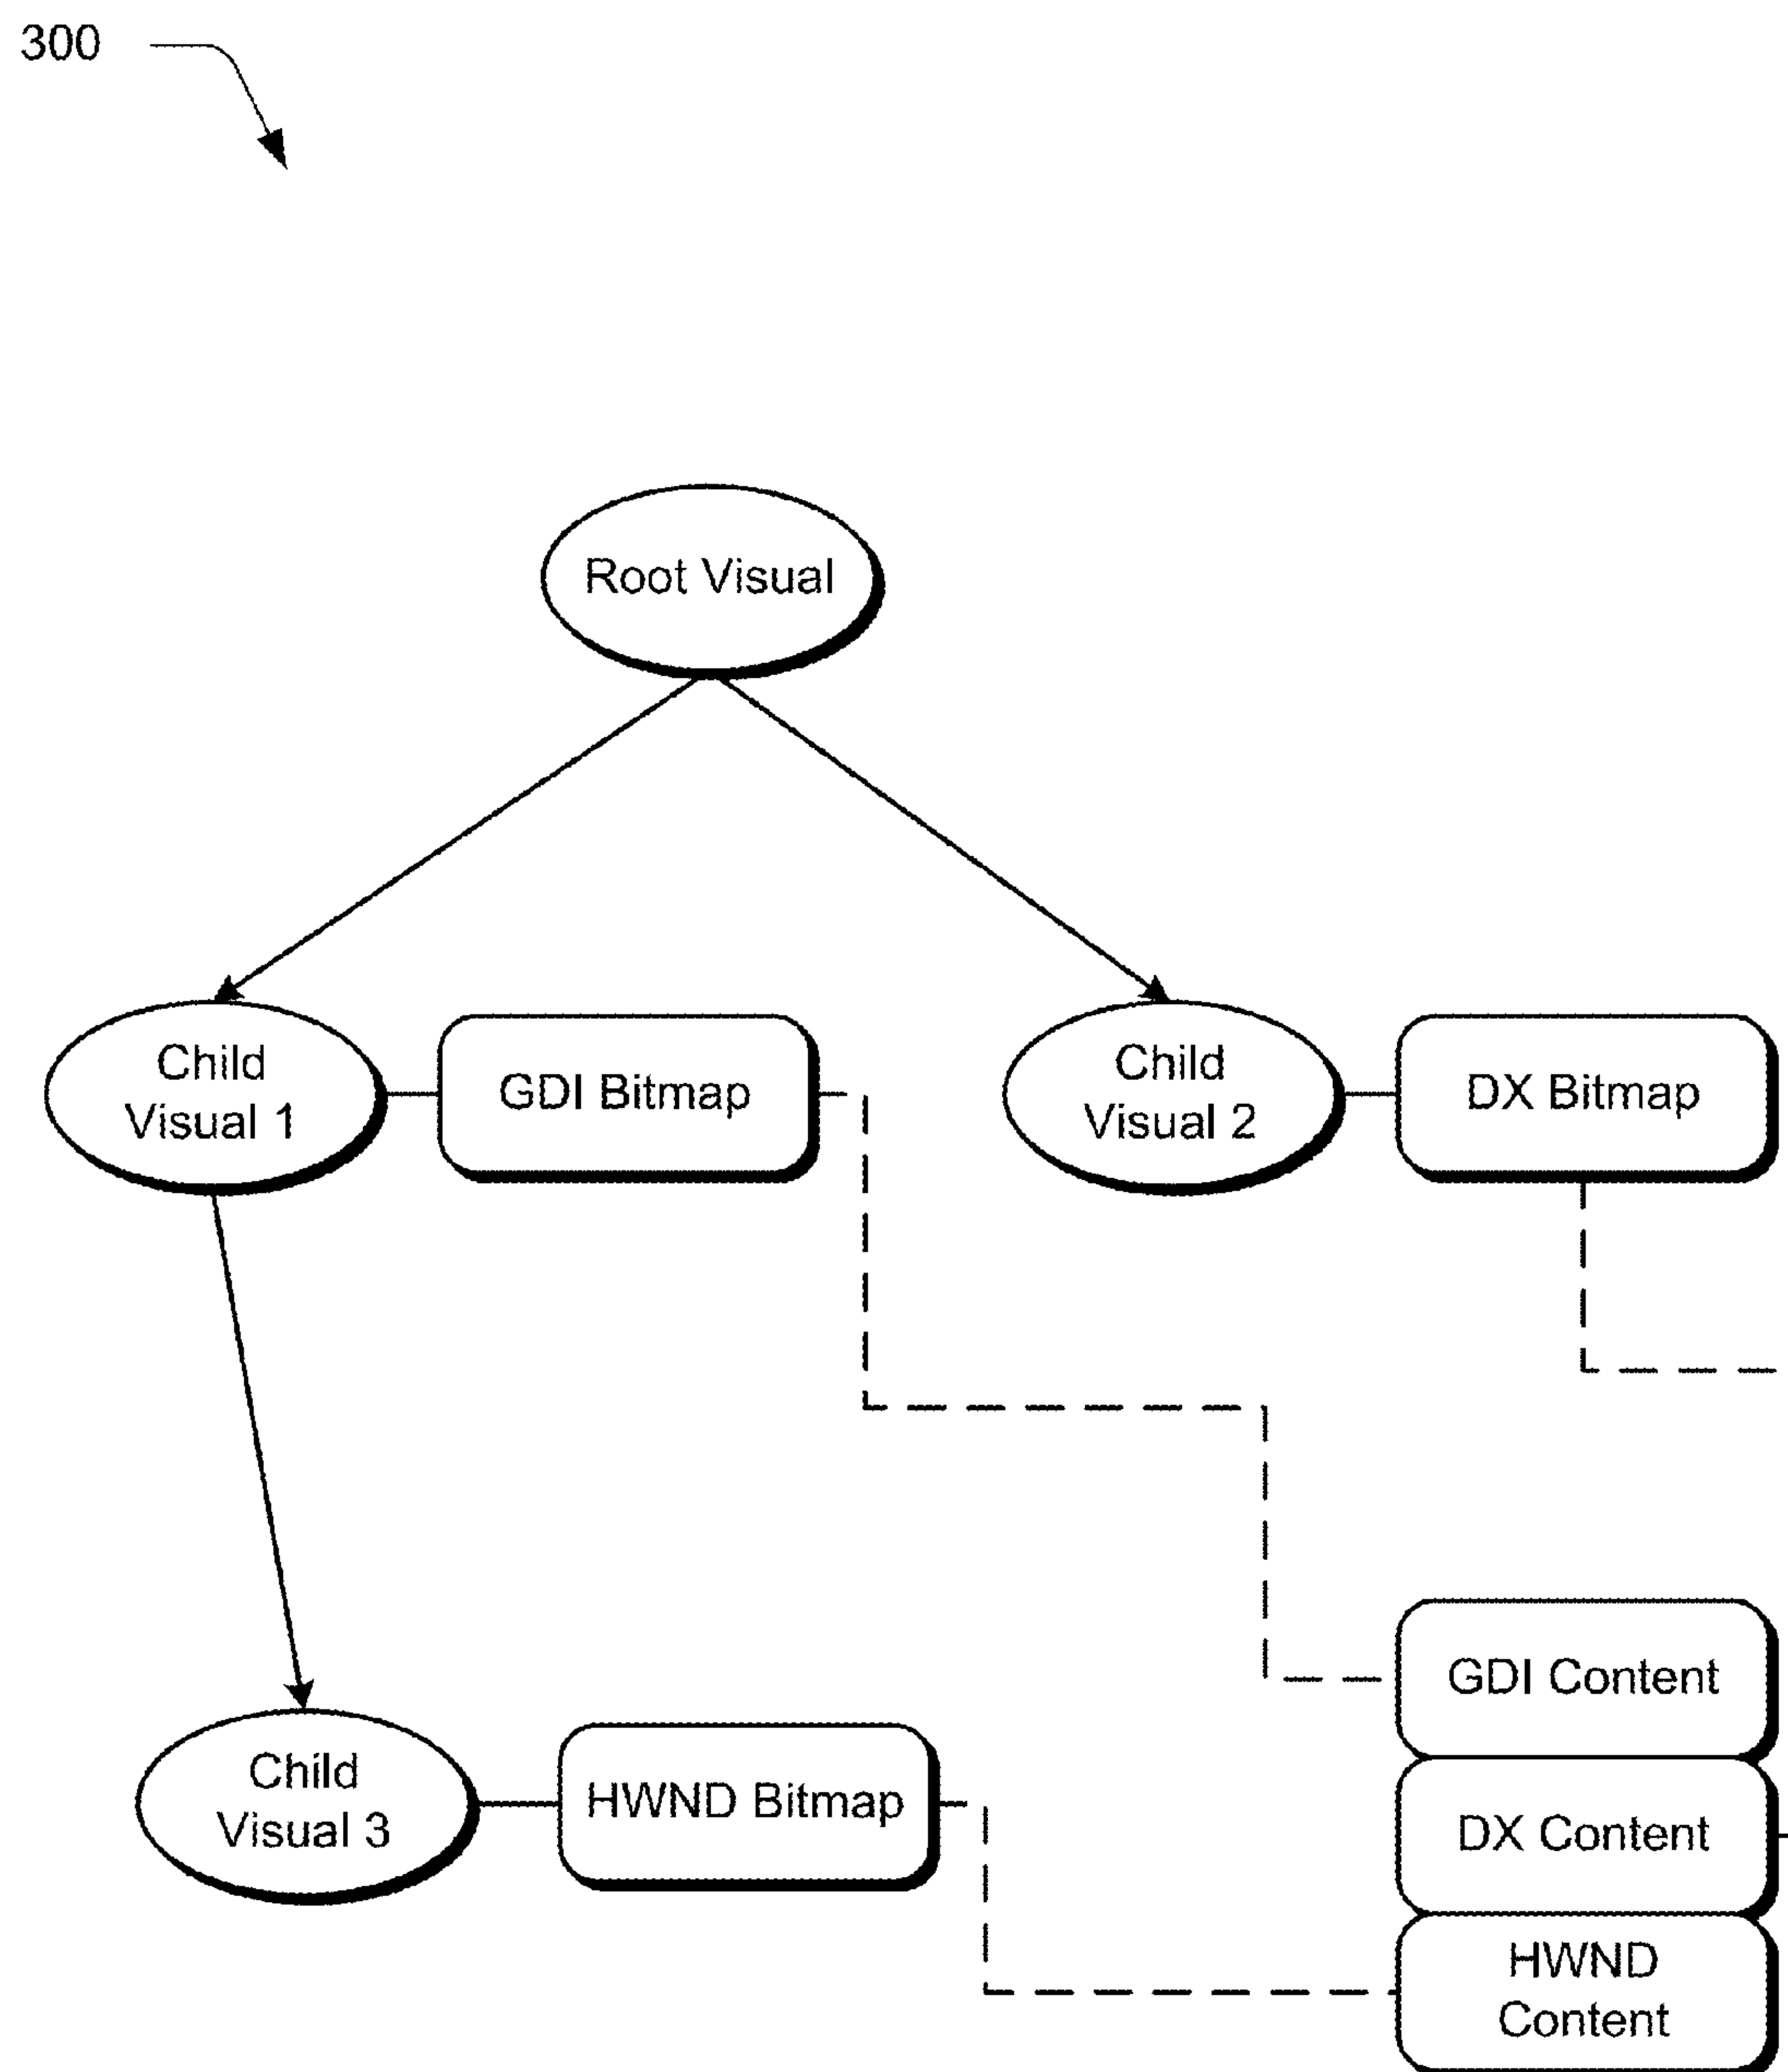 300
Root Visual
Child
Visual 1
GDI Bitmap
Child
Visual 2
DX Bitmap
GDI Content
Child
Visual 3
HWND Bitmap
DX Content
HWND
Content